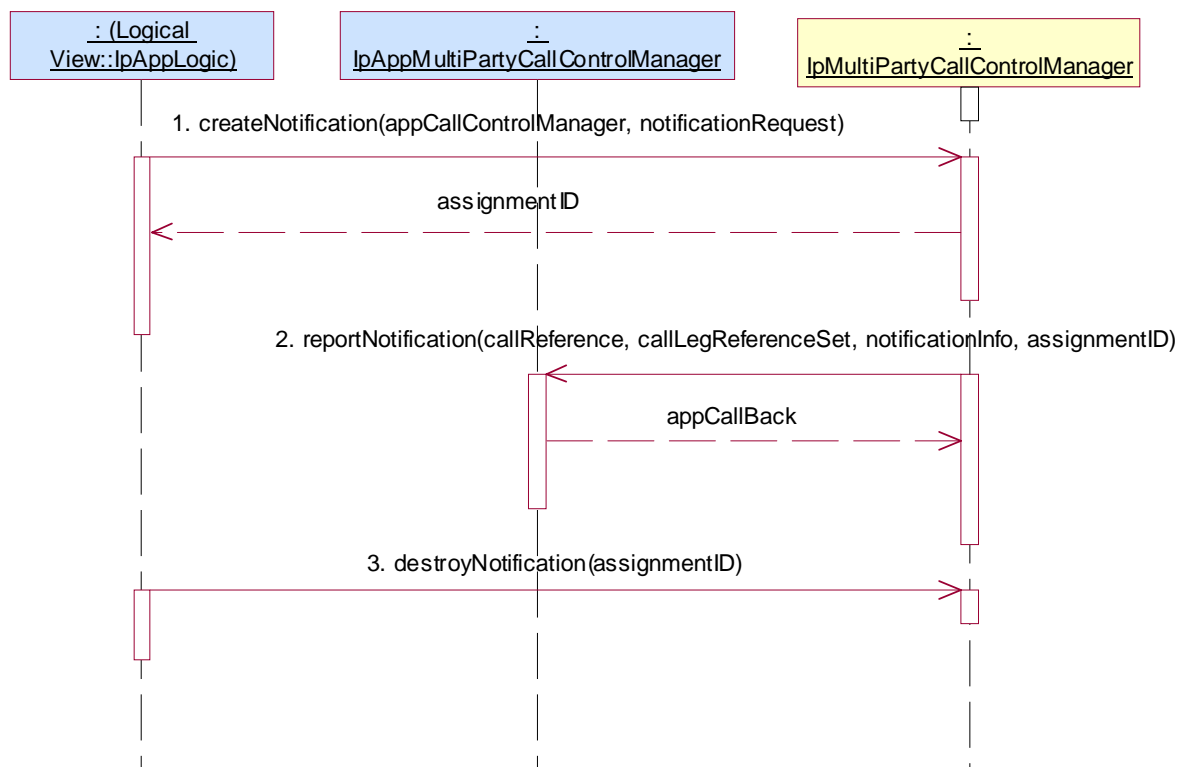 : (Logical
View::IpAppLogic)
:
IpAppMultiPartyCallControlManager
:
IpMultiPartyCallControlManager
1. createNotification(appCallControlManager, notificationRequest)
assignmentID
2. reportNotification(callReference, callLegReferenceSet, notificationInfo, assignmentID)
appCallBack
3. destroyNotification(assignmentID)